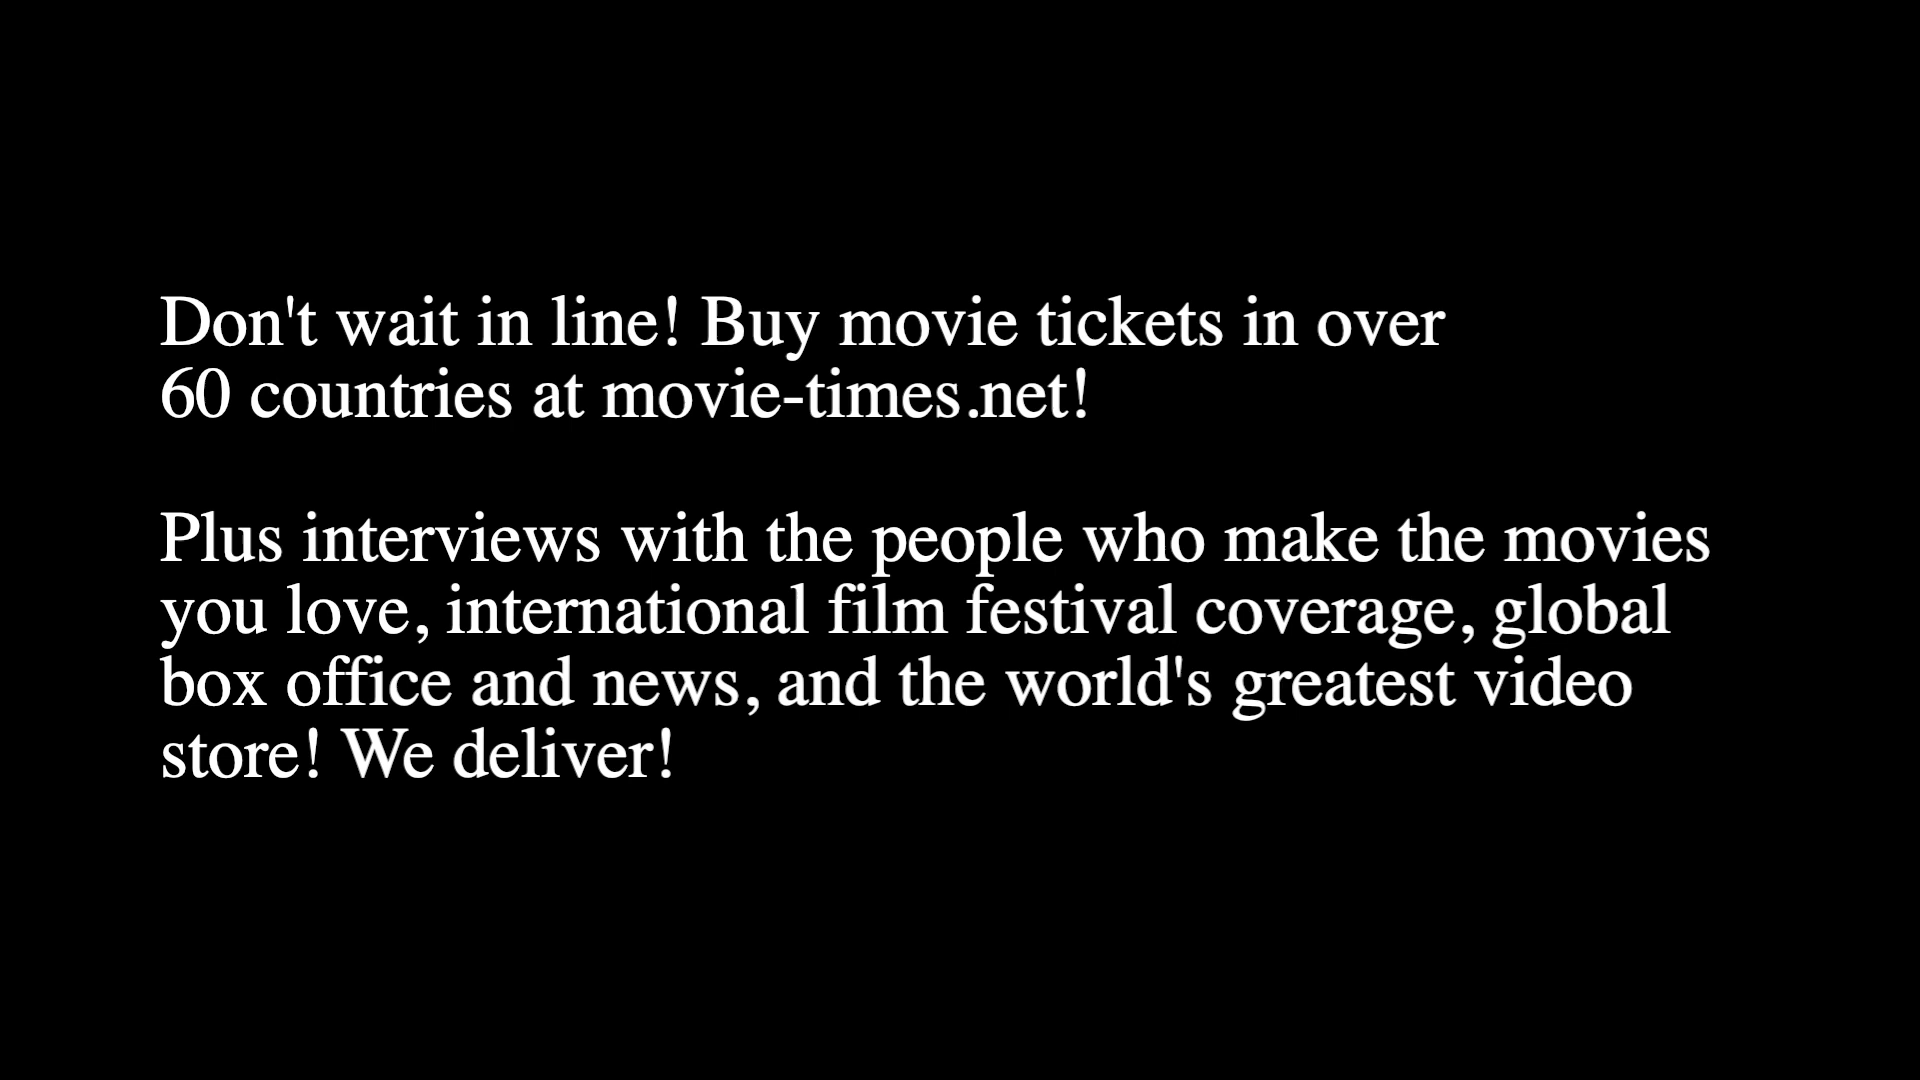 Don't wait in line! Buy movie tickets in over
60 countries at movie-times.net!
Plus interviews with the people who make the movies
you love, international film festival coverage, global
box office and news, and the world's greatest video
store! We deliver!